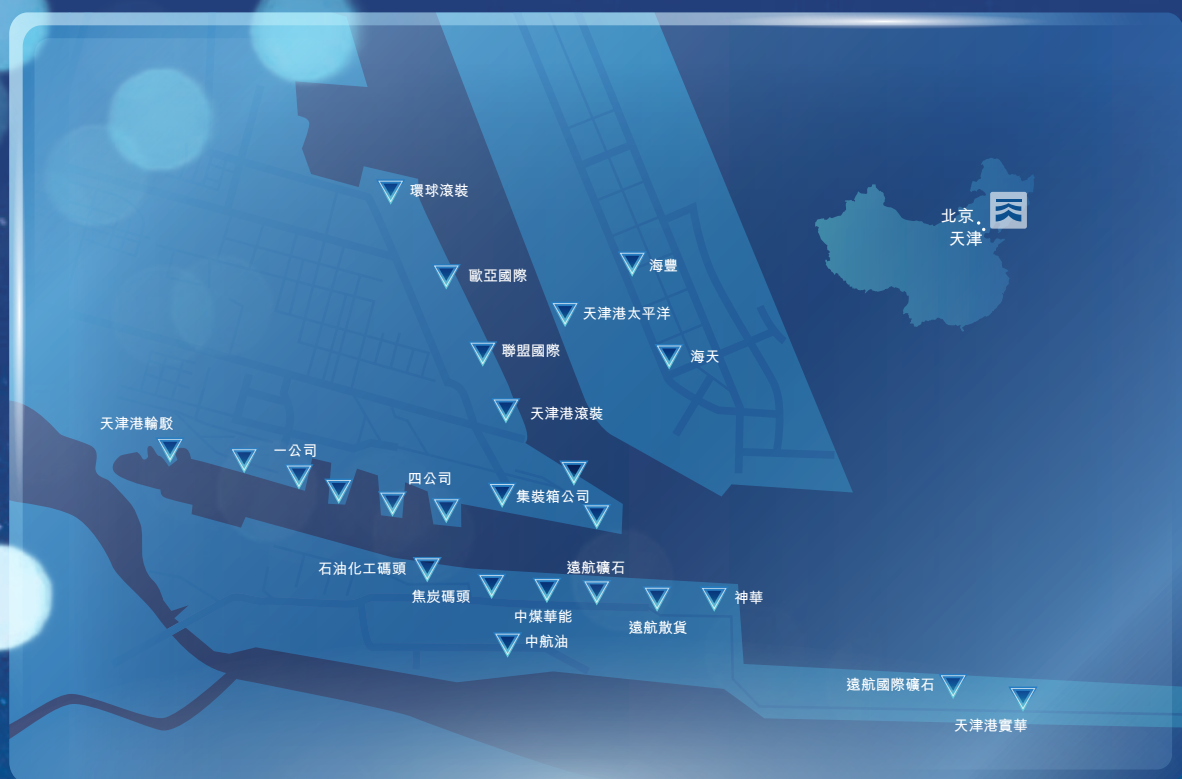 環球滾裝
北京
天津
海豐
歐亞國際
天津港太平洋
聯盟國際
海天
天津港滾裝
天津港輪駁
一公司
四公司
集裝箱公司
石油化工碼頭
遠航礦石
焦炭碼頭
神華
中煤華能
遠航散貨
中航油
遠航國際礦石
天津港實華